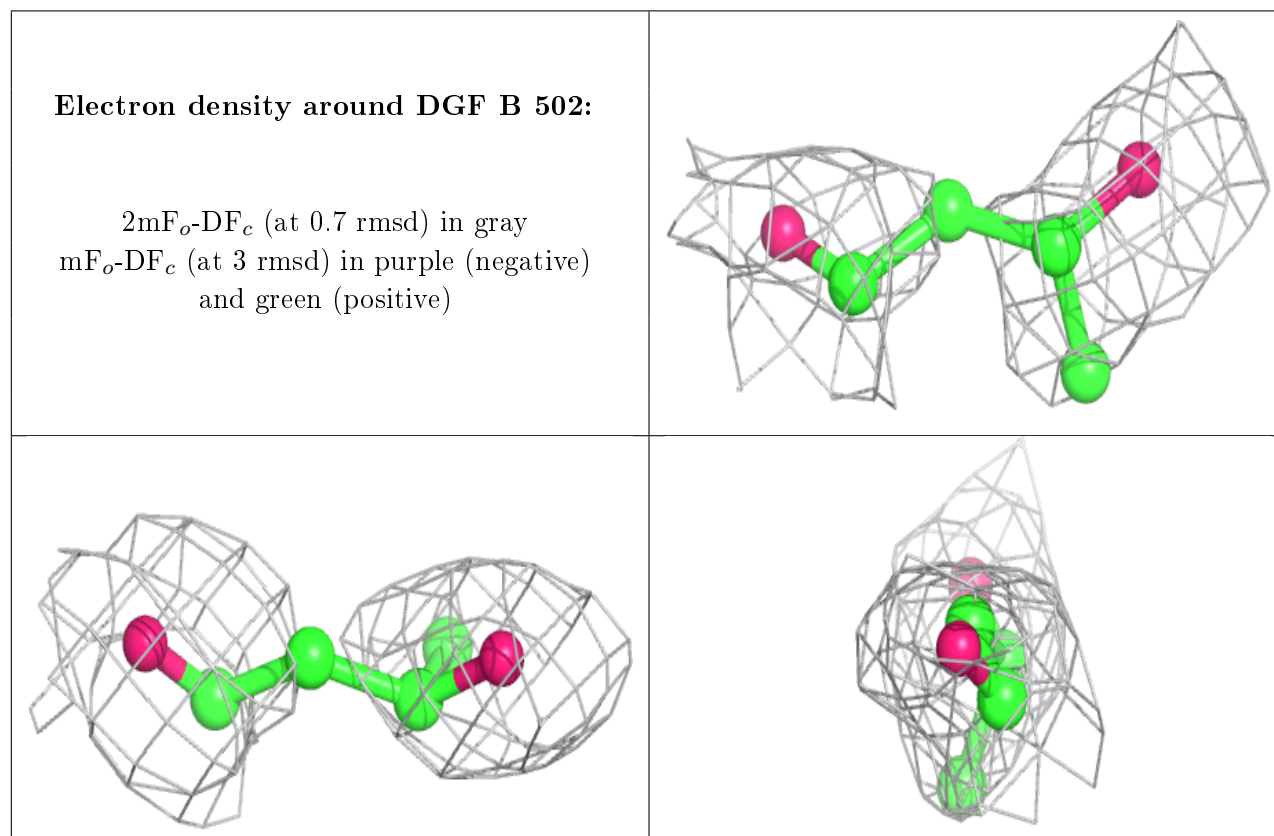 Electron density around DGF B 502:
2mFo-DFc (at 0.7 rmsd) in gray
mFo-DFc (at 3 rmsd) in purple (negative)
and green (positive)